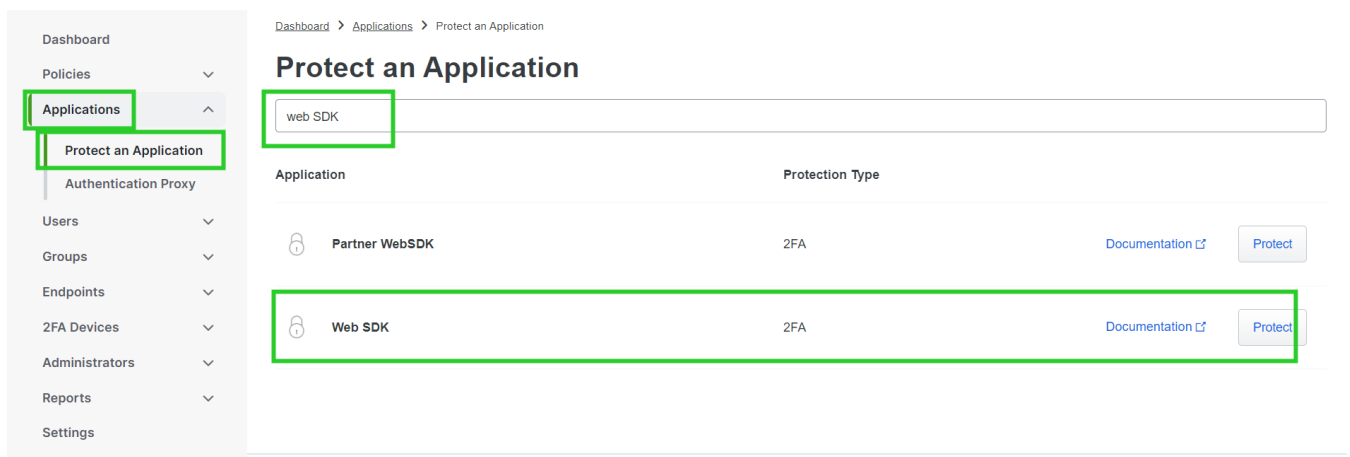 Dashboard
Policies
Applications
Protect an Application
Authentication Proxy
Users
Groups
Endpoints
2FA Devices
Administrators
Reports
Settings
Dashboard > Applications > Protect an Application
Protect an Application
web SDK
Application Protection Type
Partner WebSDK 2FA Documentation Protect
Web SDK 2FA Documentation Protect